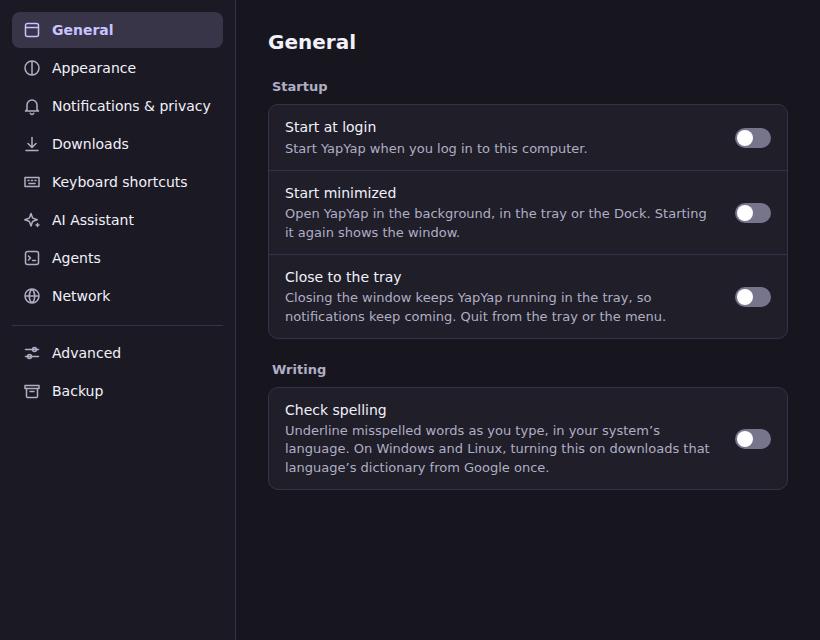 General
Appearance
Notifications & privacy
Downloads
Keyboard shortcuts
AI Assistant
Agents
Network
Advanced
Backup
General
Startup
Start at login
Start YapYap when you log in to this computer.
Start minimized
Open YapYap in the background, in the tray or the Dock. Starting
it again shows the window.
Close to the tray
Closing the window keeps YapYap running in the tray, so
notifications keep coming. Quit from the tray or the menu.
Writing
Check spelling
Underline misspelled words as you type, in your system’s
language. On Windows and Linux, turning this on downloads that
language’s dictionary from Google once.